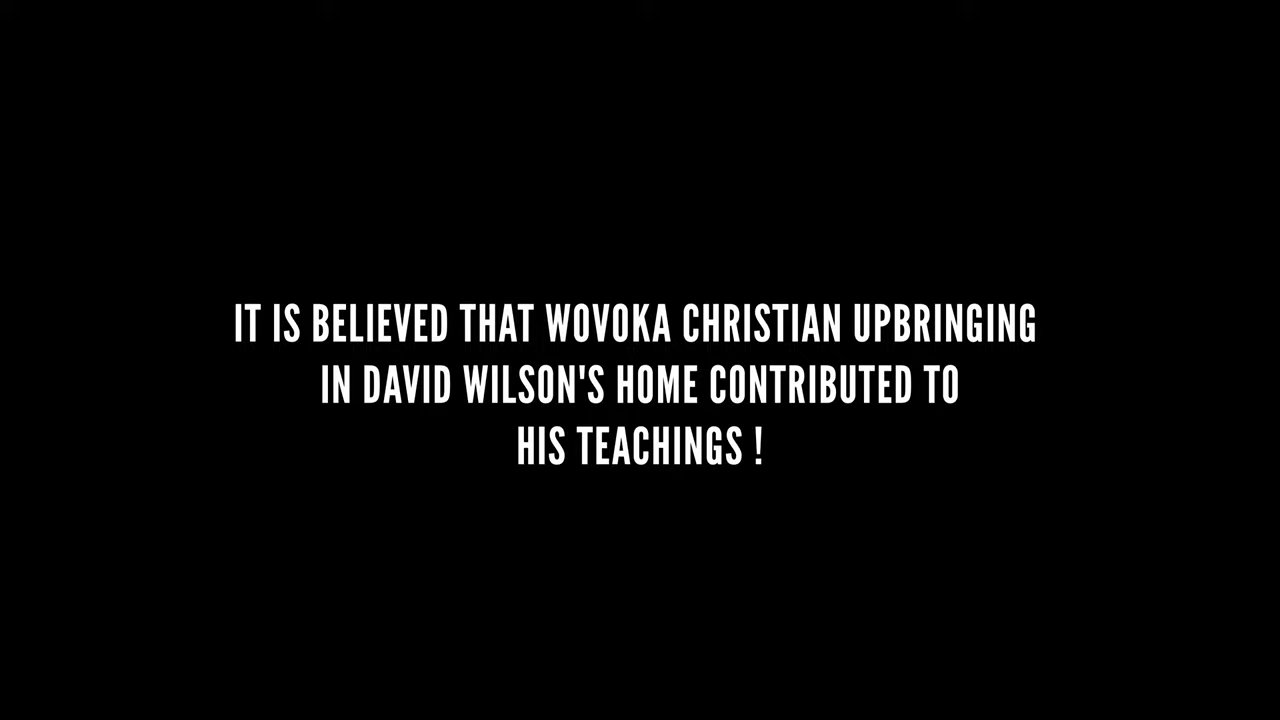 IT IS BELIEVED THAT WOVOKA CHRISTIAN UPBRINGING
IN DAVID WILSON'S HOME CONTRIBUTED TO
HIS TEACHINGS !